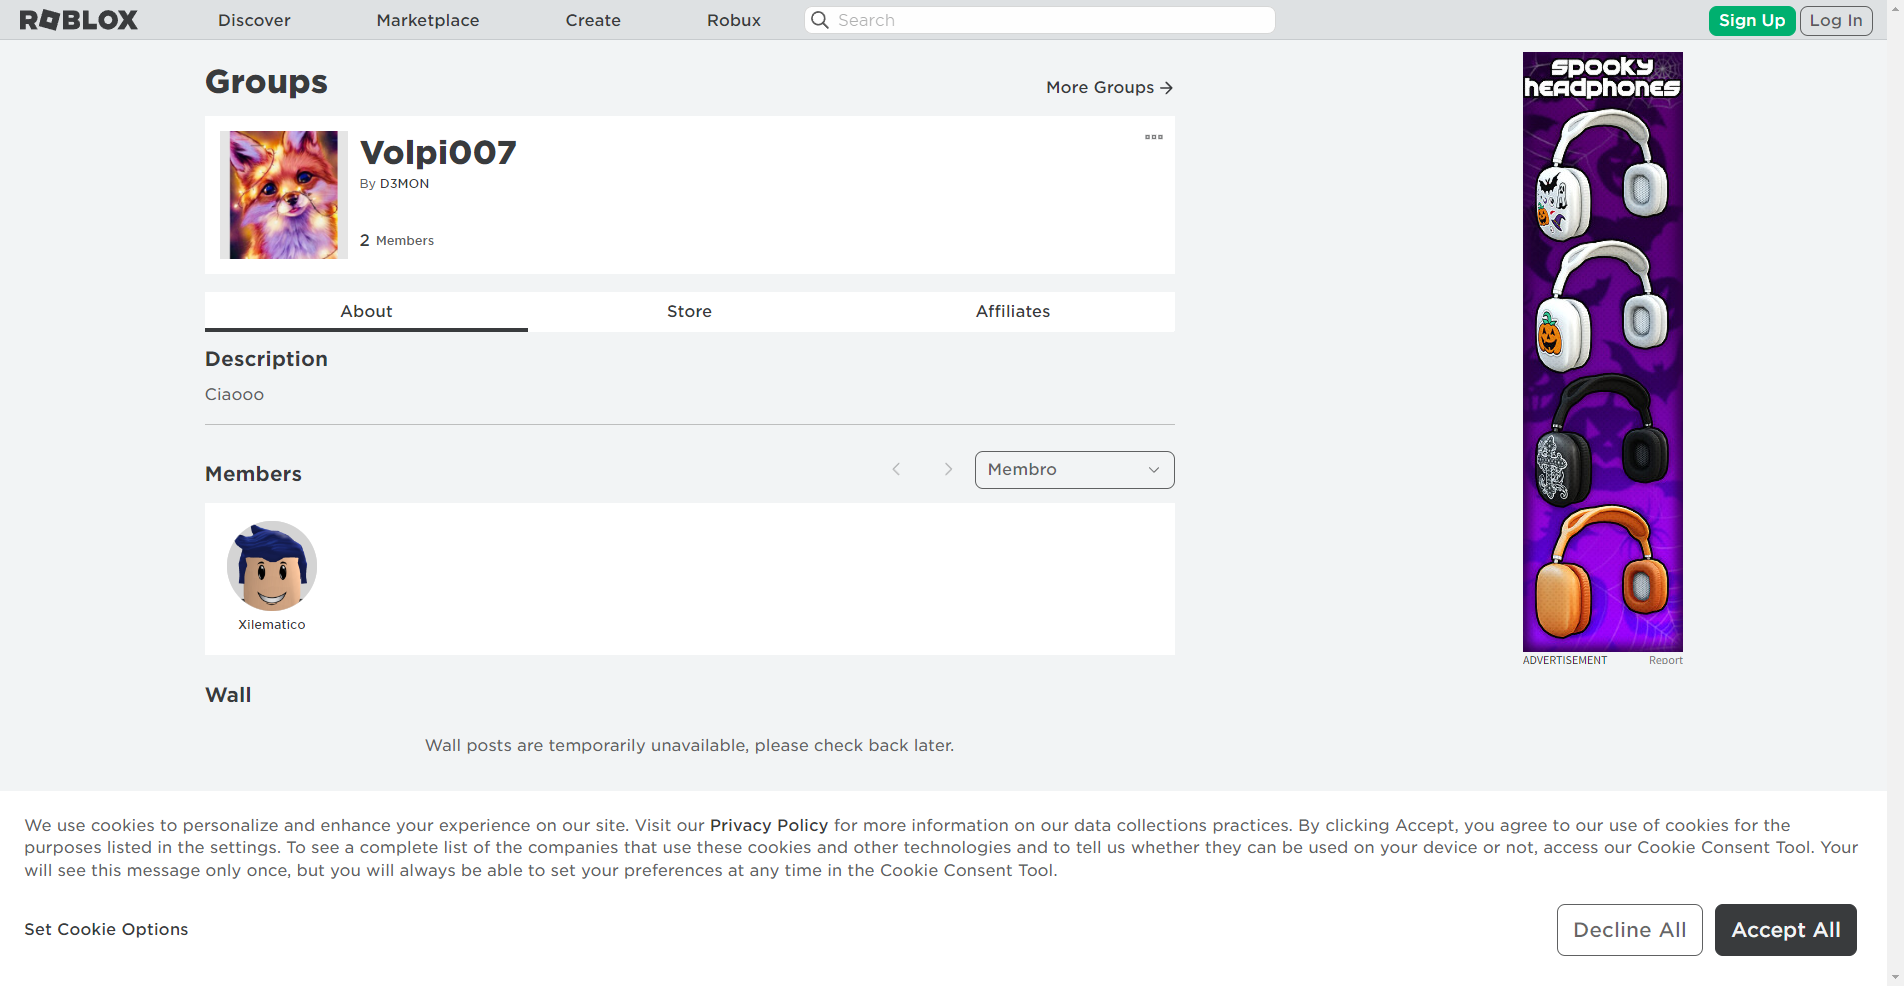 ROBLOX
Discover
Marketplace
Create
Robux
Search
Sign Up
Log In
Groups
More Groups
Volpi007
By D3MON
2 Members
About
Store
Affiliates
Description
Ciaooo
Members
Membro
Xilematico
Wall
Wall posts are temporarily unavailable, please check back later.
SPOOKY
HEADPHONES
ADVERTISEMENT
Report
We use cookies to personalize and enhance your experience on our site. Visit our Privacy Policy for more information on our data collections practices. By clicking Accept, you agree to our use of cookies for the
purposes listed in the settings. To see a complete list of the companies that use these cookies and other technologies and to tell us whether they can be used on your device or not, access our Cookie Consent Tool. Your
will see this message only once, but you will always be able to set your preferences at any time in the Cookie Consent Tool.
Set Cookie Options
Decline All
Accept All